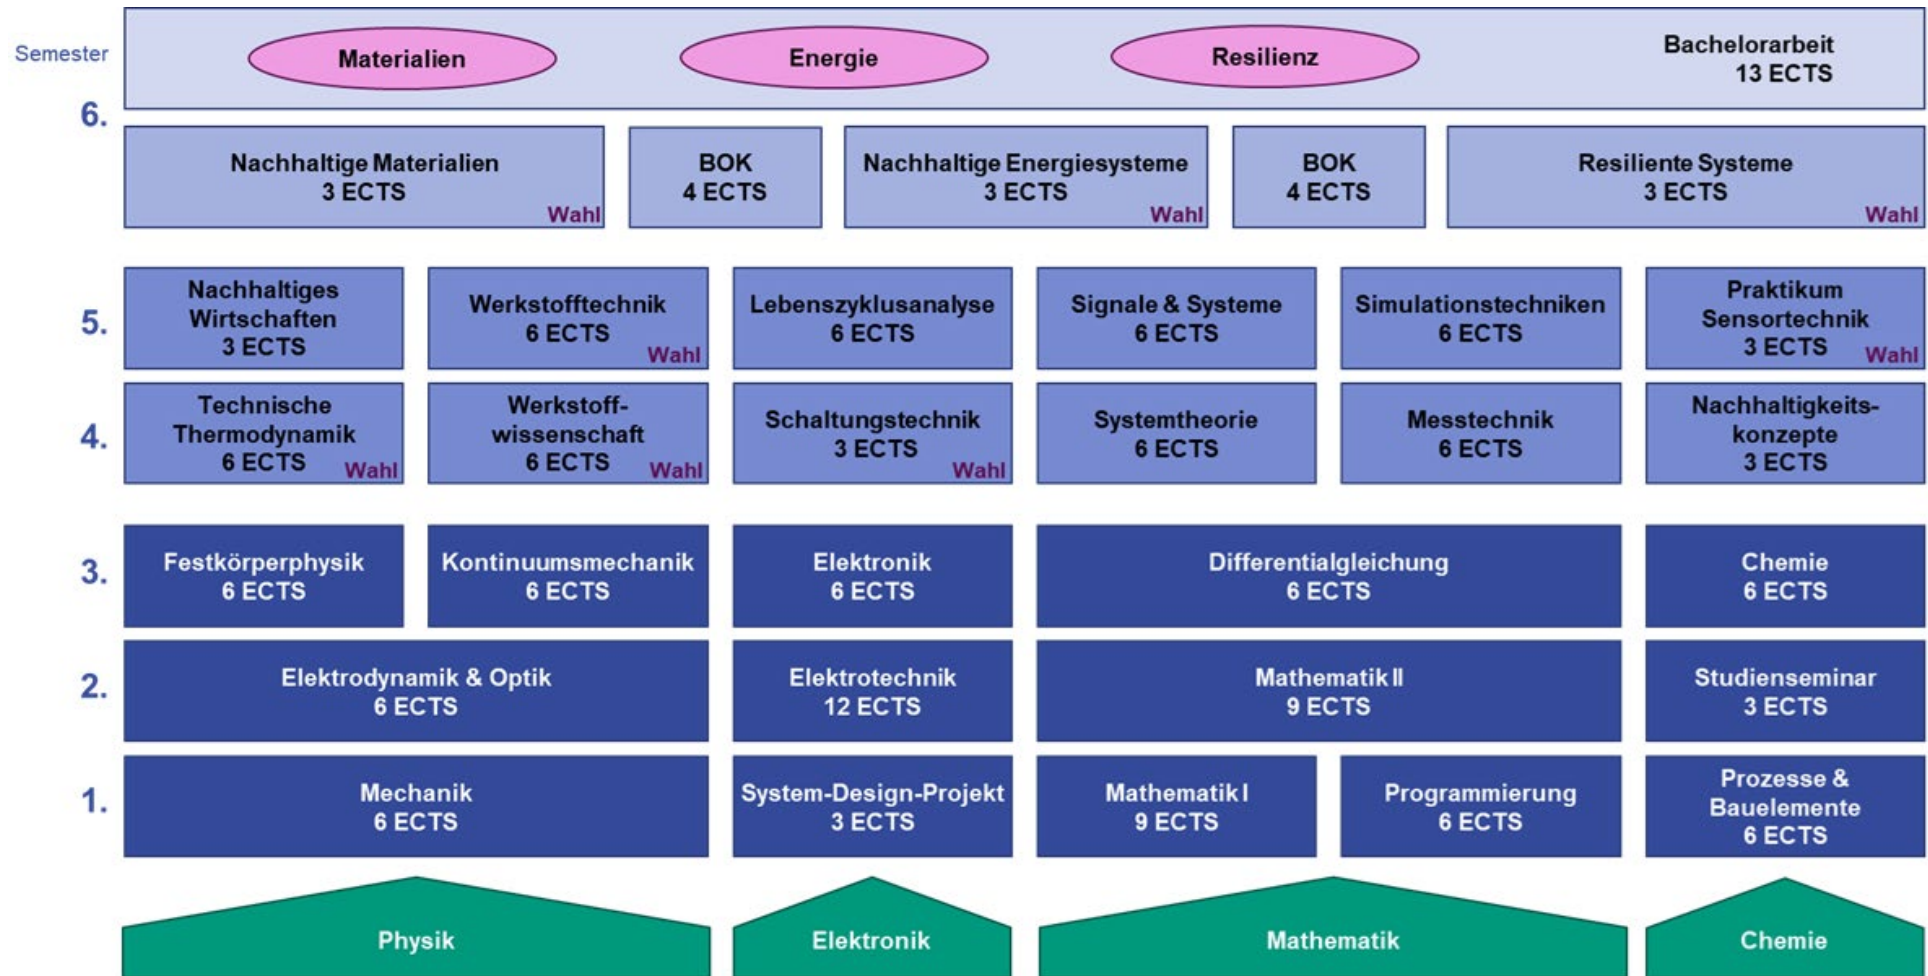 Semester
Materialien
Energie
Resilienz
Bachelorarbeit
13 ECTS
6.
Nachhaltige Materialien
3 ECTS
Wahl
BOK
4 ECTS
Nachhaltige Energiesysteme
3 ECTS
Wahl
BOK
4 ECTS
Resiliente Systeme
3 ECTS
Wahl
5.
Nachhaltiges
Wirtschaften
3 ECTS
Werkstofftechnik
6 ECTS
Wahl
Lebenszyklusanalyse
6 ECTS
Signale & Systeme
6 ECTS
Simulationstechniken
6 ECTS
Praktikum
Sensortechnik
3 ECTS
Wahl
4.
Technische
Thermodynamik
6 ECTS
Wahl
Werkstoff-
wissenschaft
6 ECTS
Wahl
Schaltungstechnik
3 ECTS
Wahl
Systemtheorie
6 ECTS
Messtechnik
6 ECTS
Nachhaltigkeits-
konzepte
3 ECTS
3.
Festkörperphysik
6 ECTS
Kontinuumsmechanik
6 ECTS
Elektronik
6 ECTS
Differentialgleichung
6 ECTS
Chemie
6 ECTS
2.
Elektrodynamik & Optik
6 ECTS
Elektrotechnik
12 ECTS
Mathematik II
9 ECTS
Studienseminar
3 ECTS
1.
Mechanik
6 ECTS
System-Design-Projekt
3 ECTS
Mathematik I
9 ECTS
Programmierung
6 ECTS
Prozesse &
Bauelemente
6 ECTS
Physik
Elektronik
Mathematik
Chemie